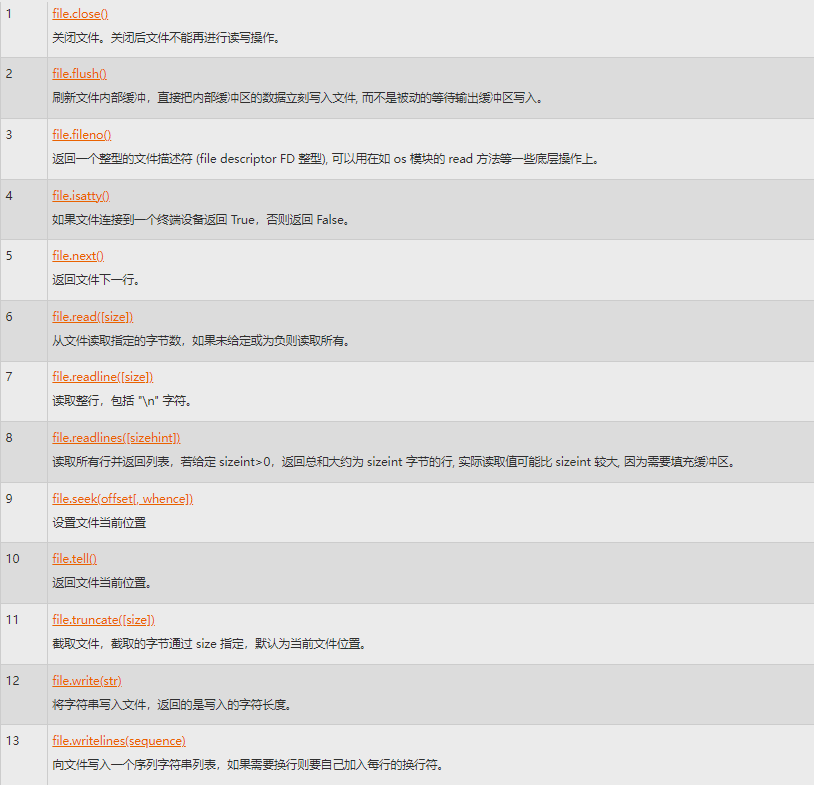 1 file.close()
关闭文件。关闭后文件不能再进行读写操作。
2 file.flush()
刷新文件内部缓冲，直接把内部缓冲区的数据立刻写入文件, 而不是被动的等待输出缓冲区写入。
3 file.fileno()
返回一个整型的文件描述符 (file descriptor FD 整型), 可以用在如 os 模块的 read 方法等一些底层操作上。
4 file.isatty()
如果文件连接到一个终端设备返回 True，否则返回 False。
5 file.next()
返回文件下一行。
6 file.read([size])
从文件读取指定的字节数，如果未给定或为负则读取所有。
7 file.readline([size])
读取整行，包括 "\n" 字符。
8 file.readlines([sizehint])
读取所有行并返回列表，若给定 sizeint>0，返回总和大约为 sizeint 字节的行, 实际读取值可能比 sizeint 较大, 因为需要填充缓冲区。
9 file.seek(offset[, whence])
设置文件当前位置
10 file.tell()
返回文件当前位置。
11 file.truncate([size])
截取文件，截取的字节通过 size 指定，默认为当前文件位置。
12 file.write(str)
将字符串写入文件，返回的是写入的字符长度。
13 file.writelines(sequence)
向文件写入一个序列字符串列表，如果需要换行则要自己加入每行的换行符。